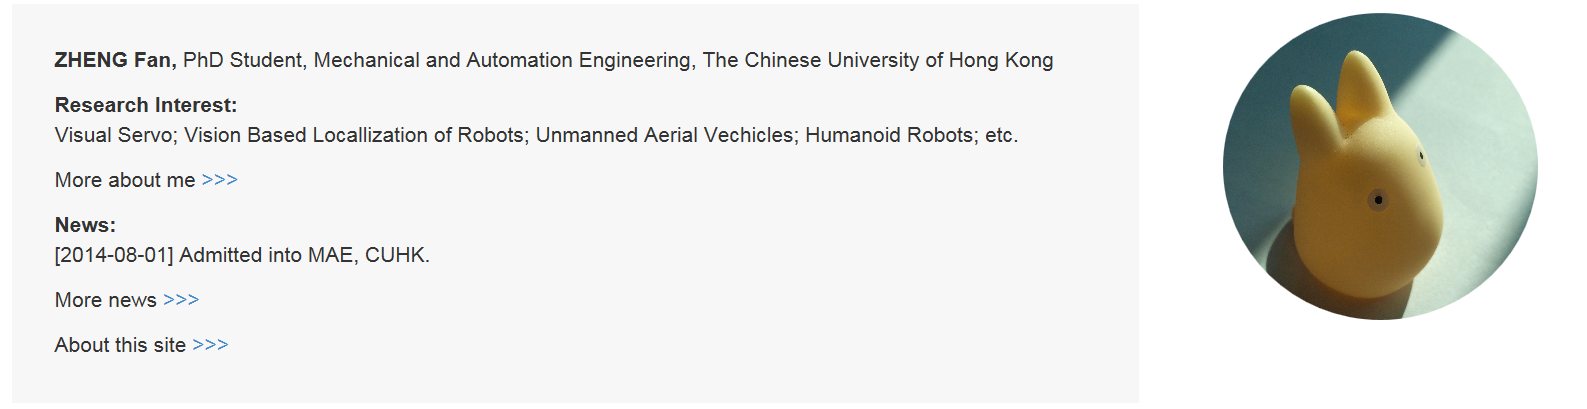 ZHENG Fan, PhD Student, Mechanical and Automation Engineering, The Chinese University of Hong Kong
Research Interest:
Visual Servo; Vision Based Locallization of Robots; Unmanned Aerial Vechicles; Humanoid Robots; etc.
More about me >>>
News:
[2014-08-01] Admitted into MAE, CUHK.
More news >>>
About this site >>>